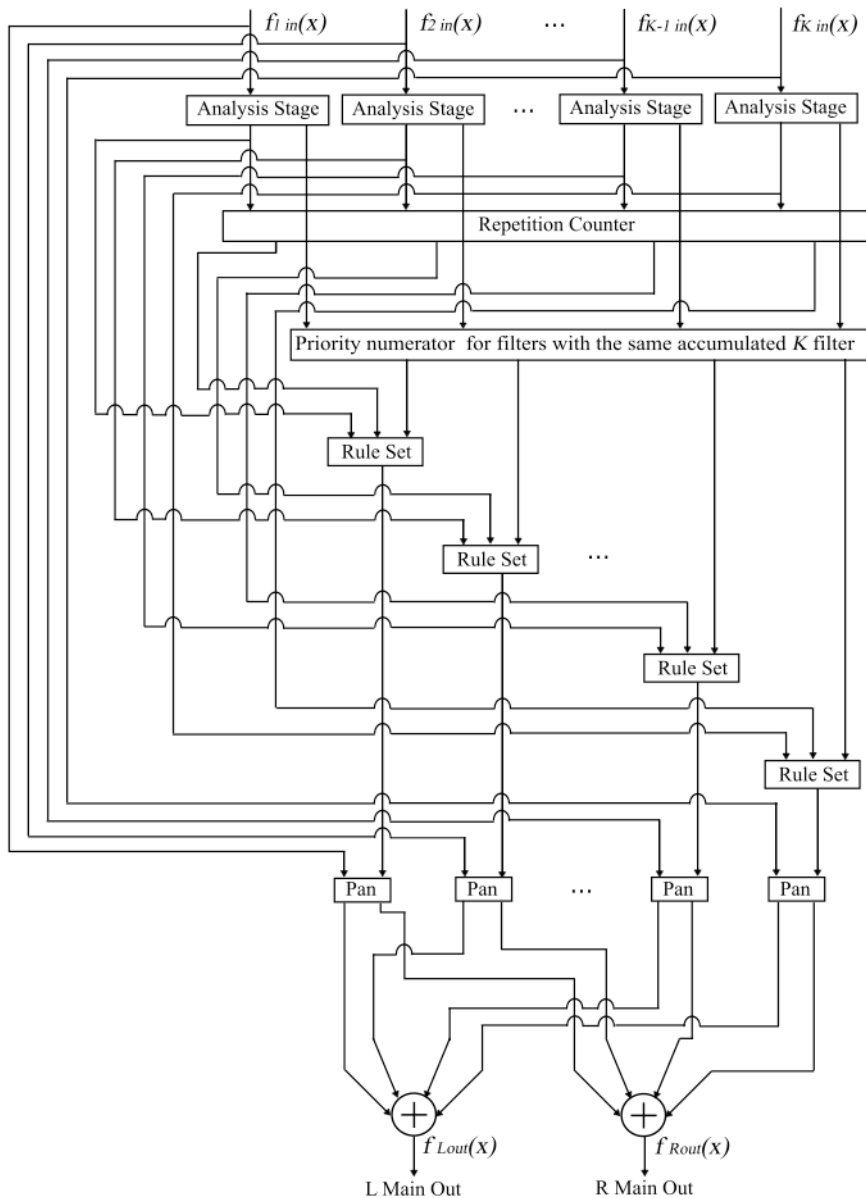 f1 in(x) f2 in(x) ... fK-1 in(x) fK in(x)
Analysis Stage Analysis Stage ... Analysis Stage Analysis Stage
Repetition Counter
Priority numerator for filters with the same accumulated K filter
Rule Set
Rule Set ...
Rule Set
Rule Set
Pan Pan ... Pan Pan
+ +
f Lout(x) f Rout(x)
L Main Out R Main Out